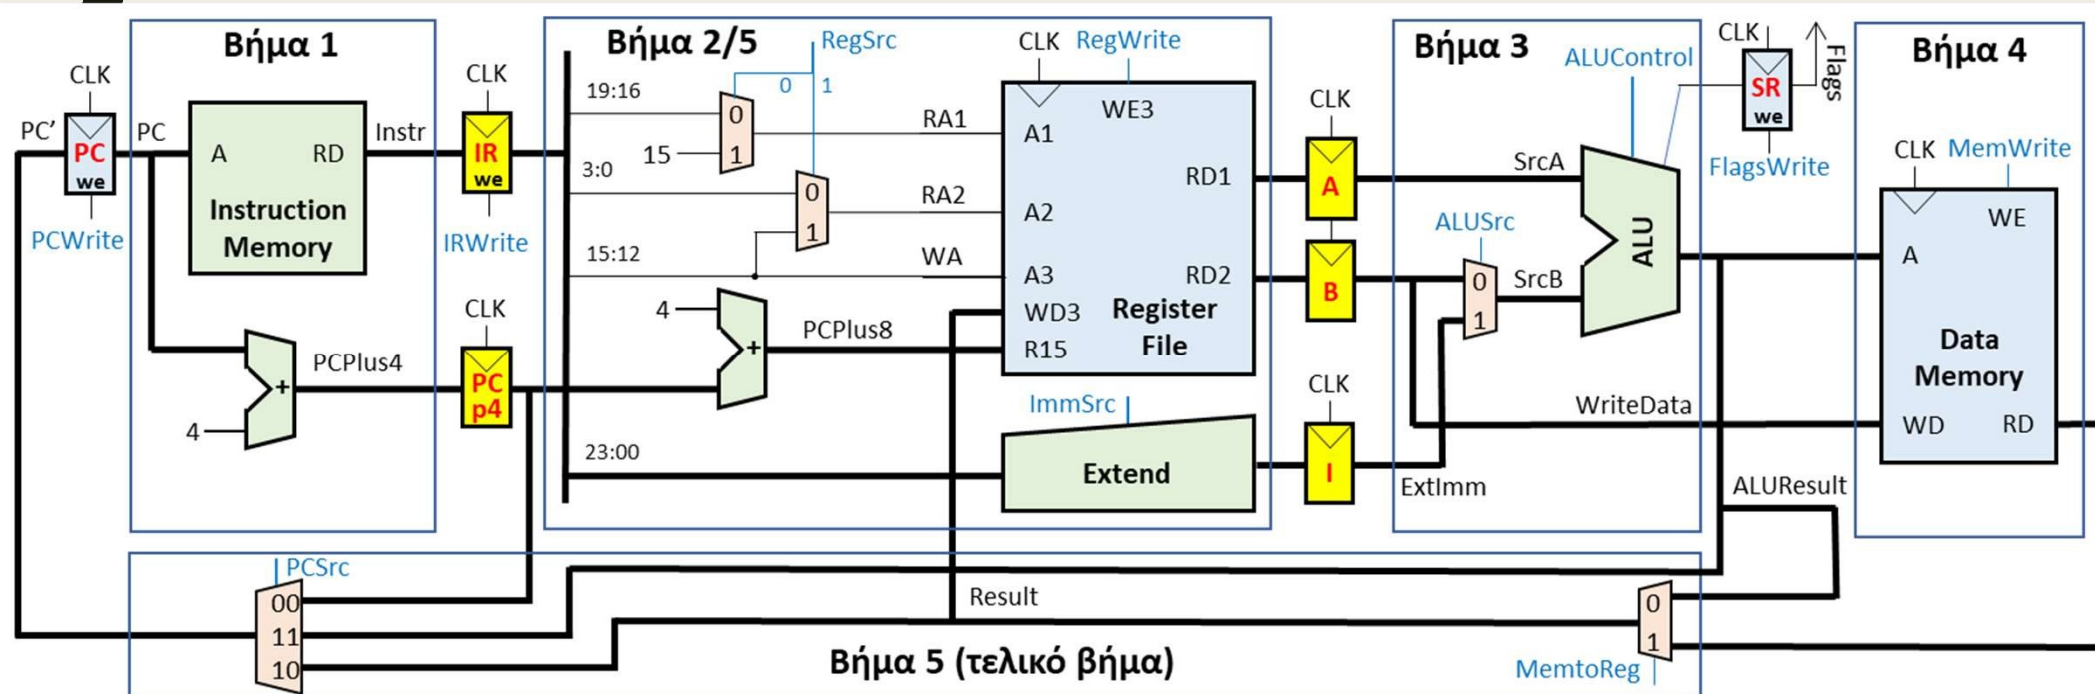 Βήμα 1
CLK
PC’
PC
we
PCWrite
PC
A
RD
Instruction
Memory
Instr
4
+
PCPlus4
CLK
IR
we
IRWrite
CLK
PC
p4
Βήμα 2/5
RegSrc
0
1
19:16
0
1
15
3:0
0
1
15:12
RA1
RA2
WA
4
+
PCPlus8
23:00
CLK
RegWrite
WE3
A1
A2
A3
WD3
R15
RD1
RD2
Register
File
ImmSrc
Extend
CLK
A
B
CLK
I
ExtImm
Βήμα 3
ALUControl
SrcA
ALUSrc
0
1
SrcB
ALU
WriteData
CLK
SR
we
Flags
FlagsWrite
Βήμα 4
CLK
MemWrite
WE
A
Data
Memory
WD
RD
ALUResult
PCSrc
00
11
10
Result
0
1
MemtoReg
Βήμα 5 (τελικό βήμα)